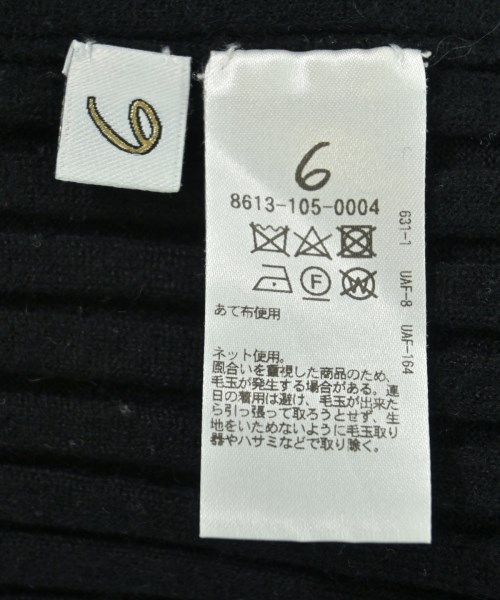 6
6
8613-105-0004
631-1 UAF-8 UAF-164
F
W
あて布使用
ネット使用。
風合いを重視した商品のため、
毛玉が発生する場合がある。連
日の着用は避け、毛玉が出来た
ら引っ張って取ろうとせず、生
地をいためないように毛玉取り
器やハサミなどで取り除く。